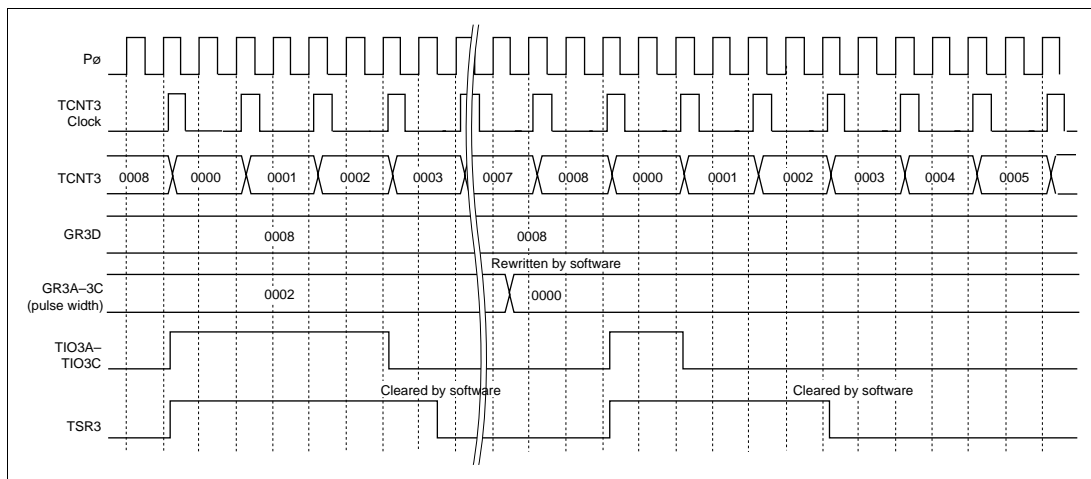 Pø
TCNT3
Clock
TCNT3
0008 0000 0001 0002 0003 0007 0008 0000 0001 0002 0003 0004 0005
GR3D
0008 0008
Rewritten by software
GR3A–3C
(pulse width)
0002 0000
TIO3A–
TIO3C
Cleared by software Cleared by software
TSR3